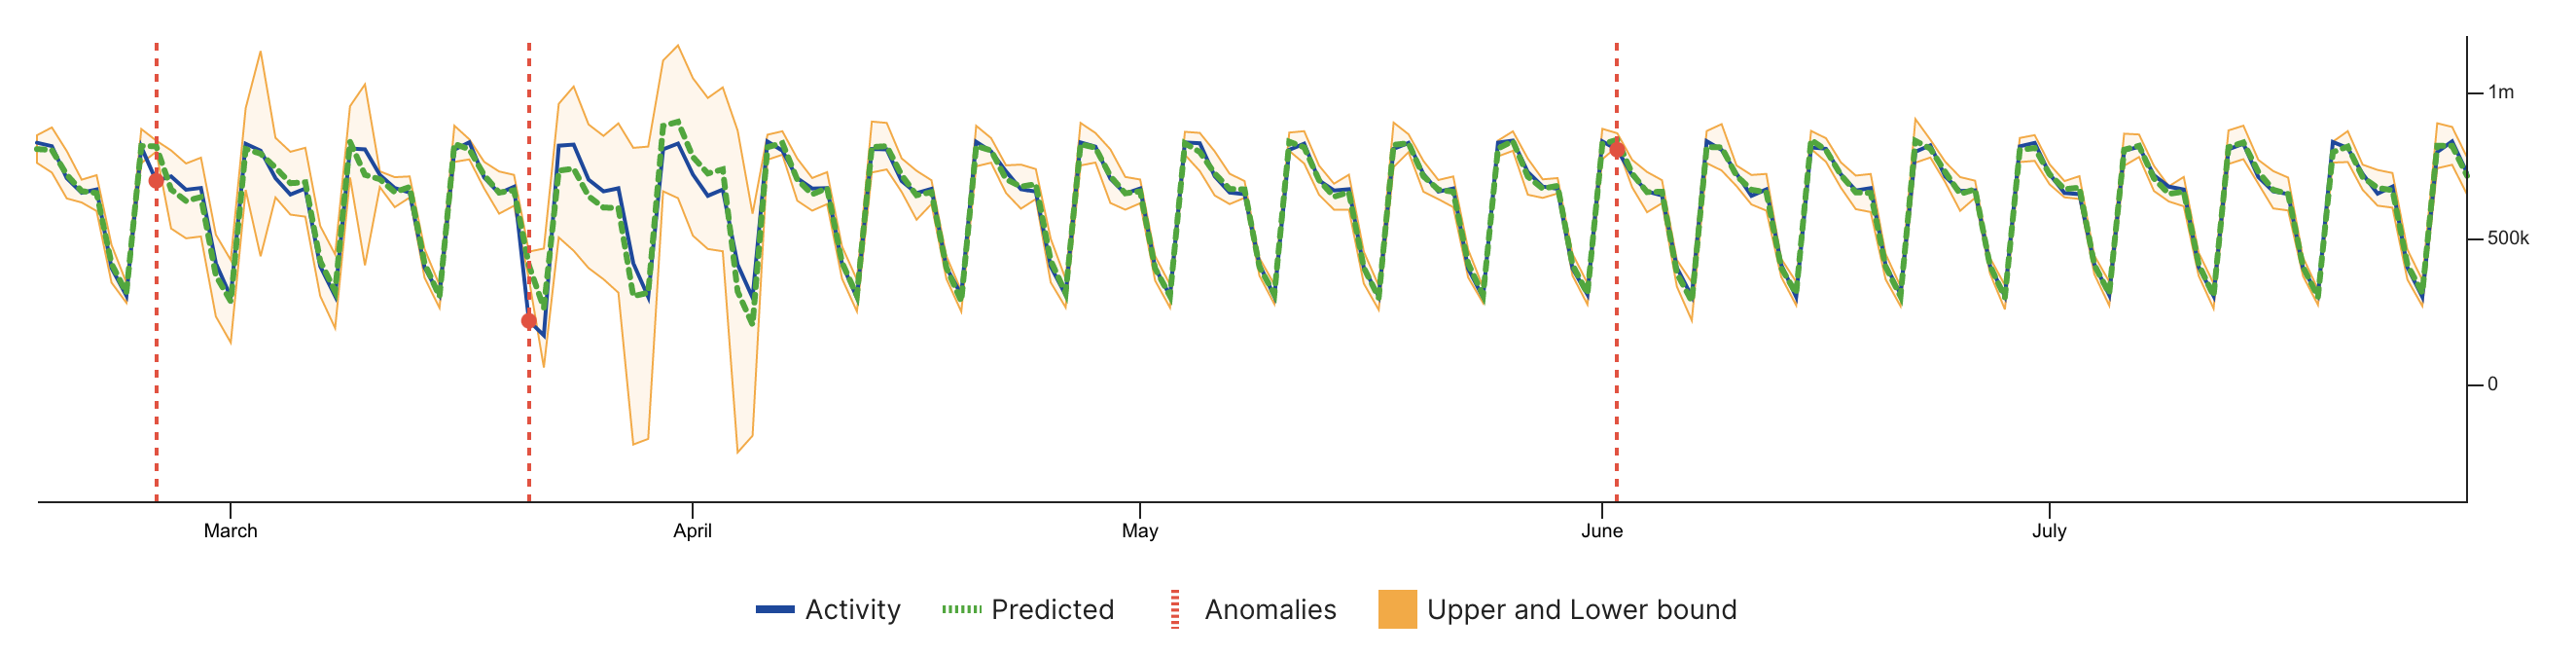 1m
500k
0
March April May June July
Activity Predicted Anomalies Upper and Lower bound